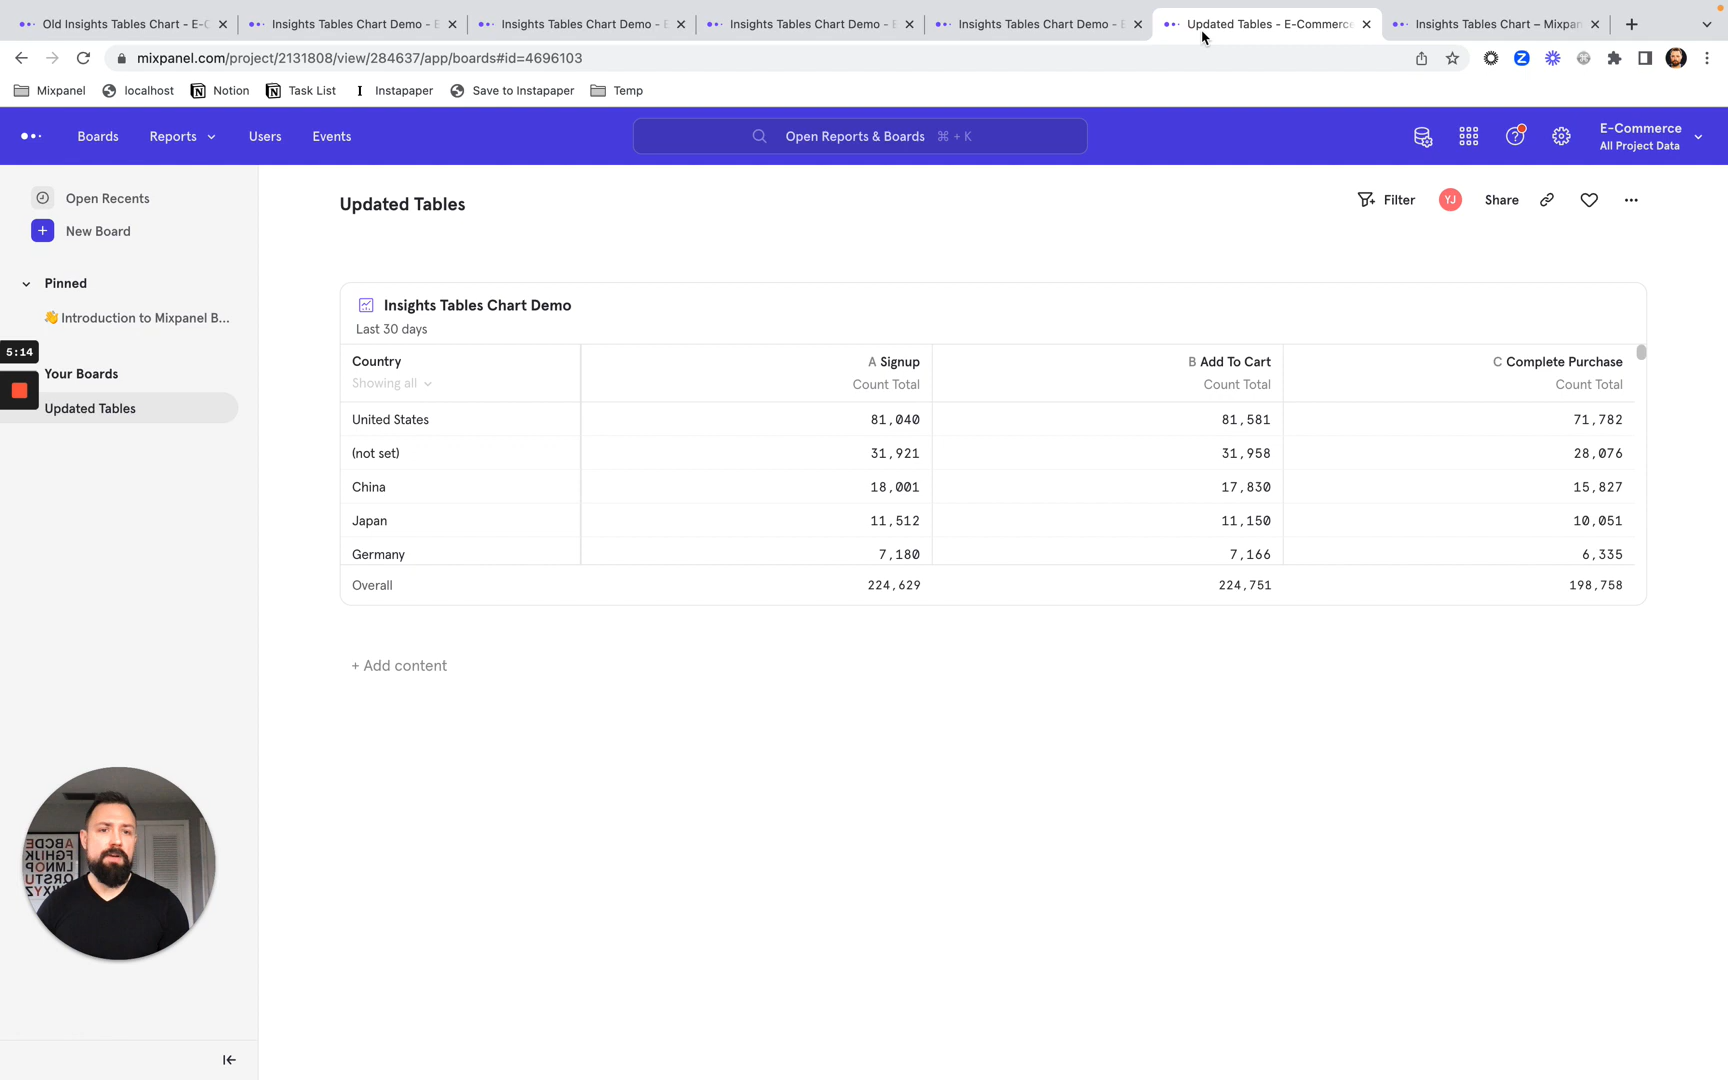 Old Insights Tables Chart - E-C
Insights Tables Chart Demo - E
Insights Tables Chart Demo - E
Insights Tables Chart Demo - E
Insights Tables Chart Demo - E
Updated Tables - E-Commerce
Insights Tables Chart – Mixpan
mixpanel.com/project/2131808/view/284637/app/boards#id=4696103
Mixpanel
localhost
Notion
Task List
Instapaper
Save to Instapaper
Temp
Boards
Reports
Users
Events
Open Reports & Boards ⌘ + K
E-Commerce
All Project Data
Open Recents
New Board
Pinned
👋 Introduction to Mixpanel B...
5:14
Your Boards
Updated Tables
Updated Tables
Filter
YJ
Share
Insights Tables Chart Demo
Last 30 days
Country A Signup B Add To Cart C Complete Purchase
Showing all Count Total Count Total Count Total
United States 81,040 81,581 71,782
(not set) 31,921 31,958 28,076
China 18,001 17,830 15,827
Japan 11,512 11,150 10,051
Germany 7,180 7,166 6,335
Overall 224,629 224,751 198,758
+ Add content